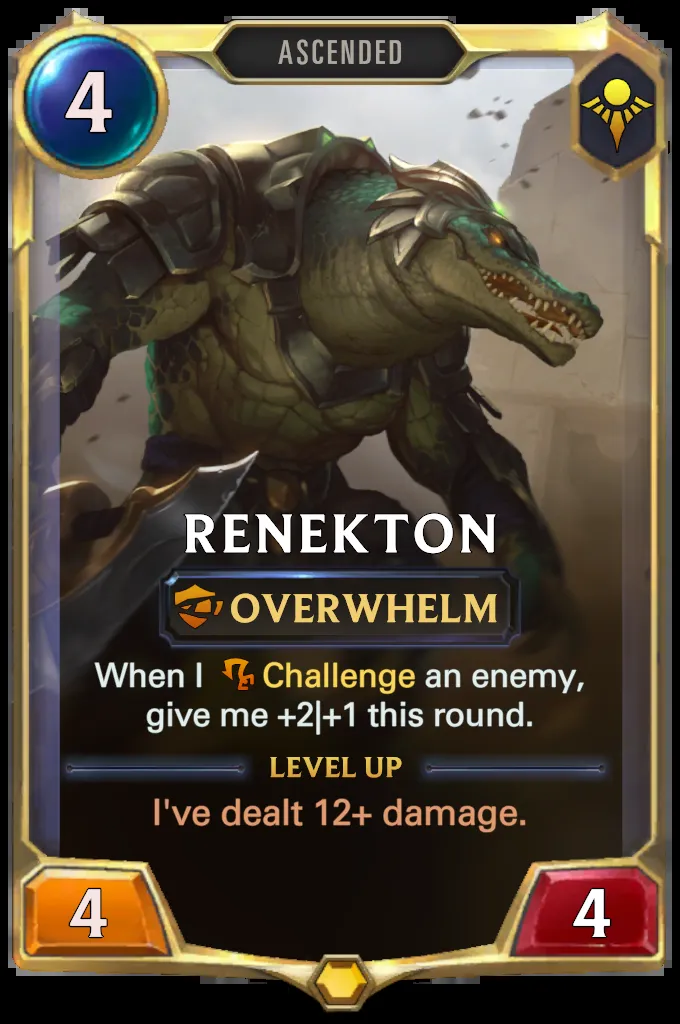 ASCENDED
4
RENEKTON
OVERWHELM
When I Challenge an enemy,
give me +2|+1 this round.
LEVEL UP
I've dealt 12+ damage.
4
4